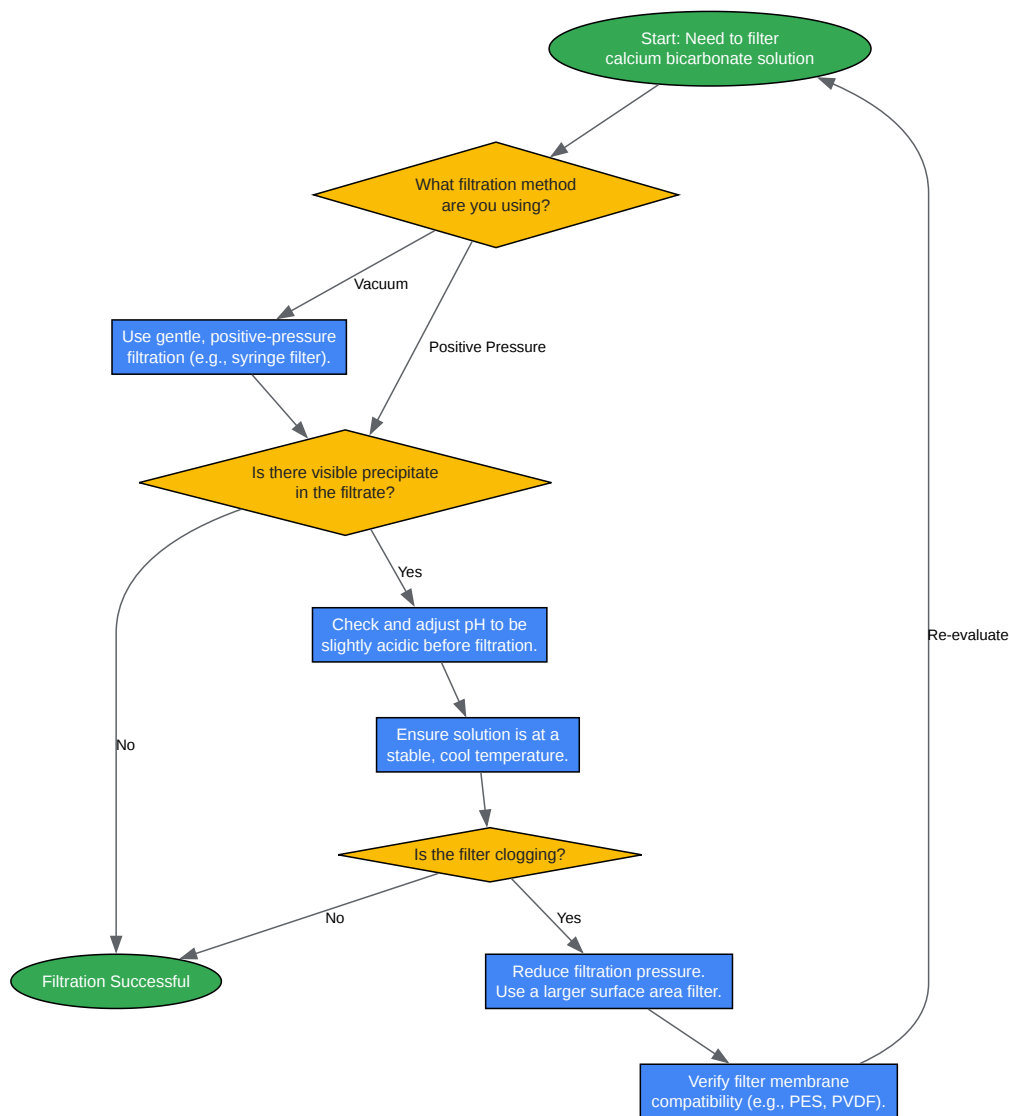 Start: Need to filter
calcium bicarbonate solution
What filtration method
are you using?
Vacuum
Use gentle, positive-pressure
filtration (e.g., syringe filter).
Positive Pressure
Is there visible precipitate
in the filtrate?
Yes
Check and adjust pH to be
slightly acidic before filtration.
Re-evaluate
Ensure solution is at a
stable, cool temperature.
No
Is the filter clogging?
No
Yes
Filtration Successful
Reduce filtration pressure.
Use a larger surface area filter.
Verify filter membrane
compatibility (e.g., PES, PVDF).